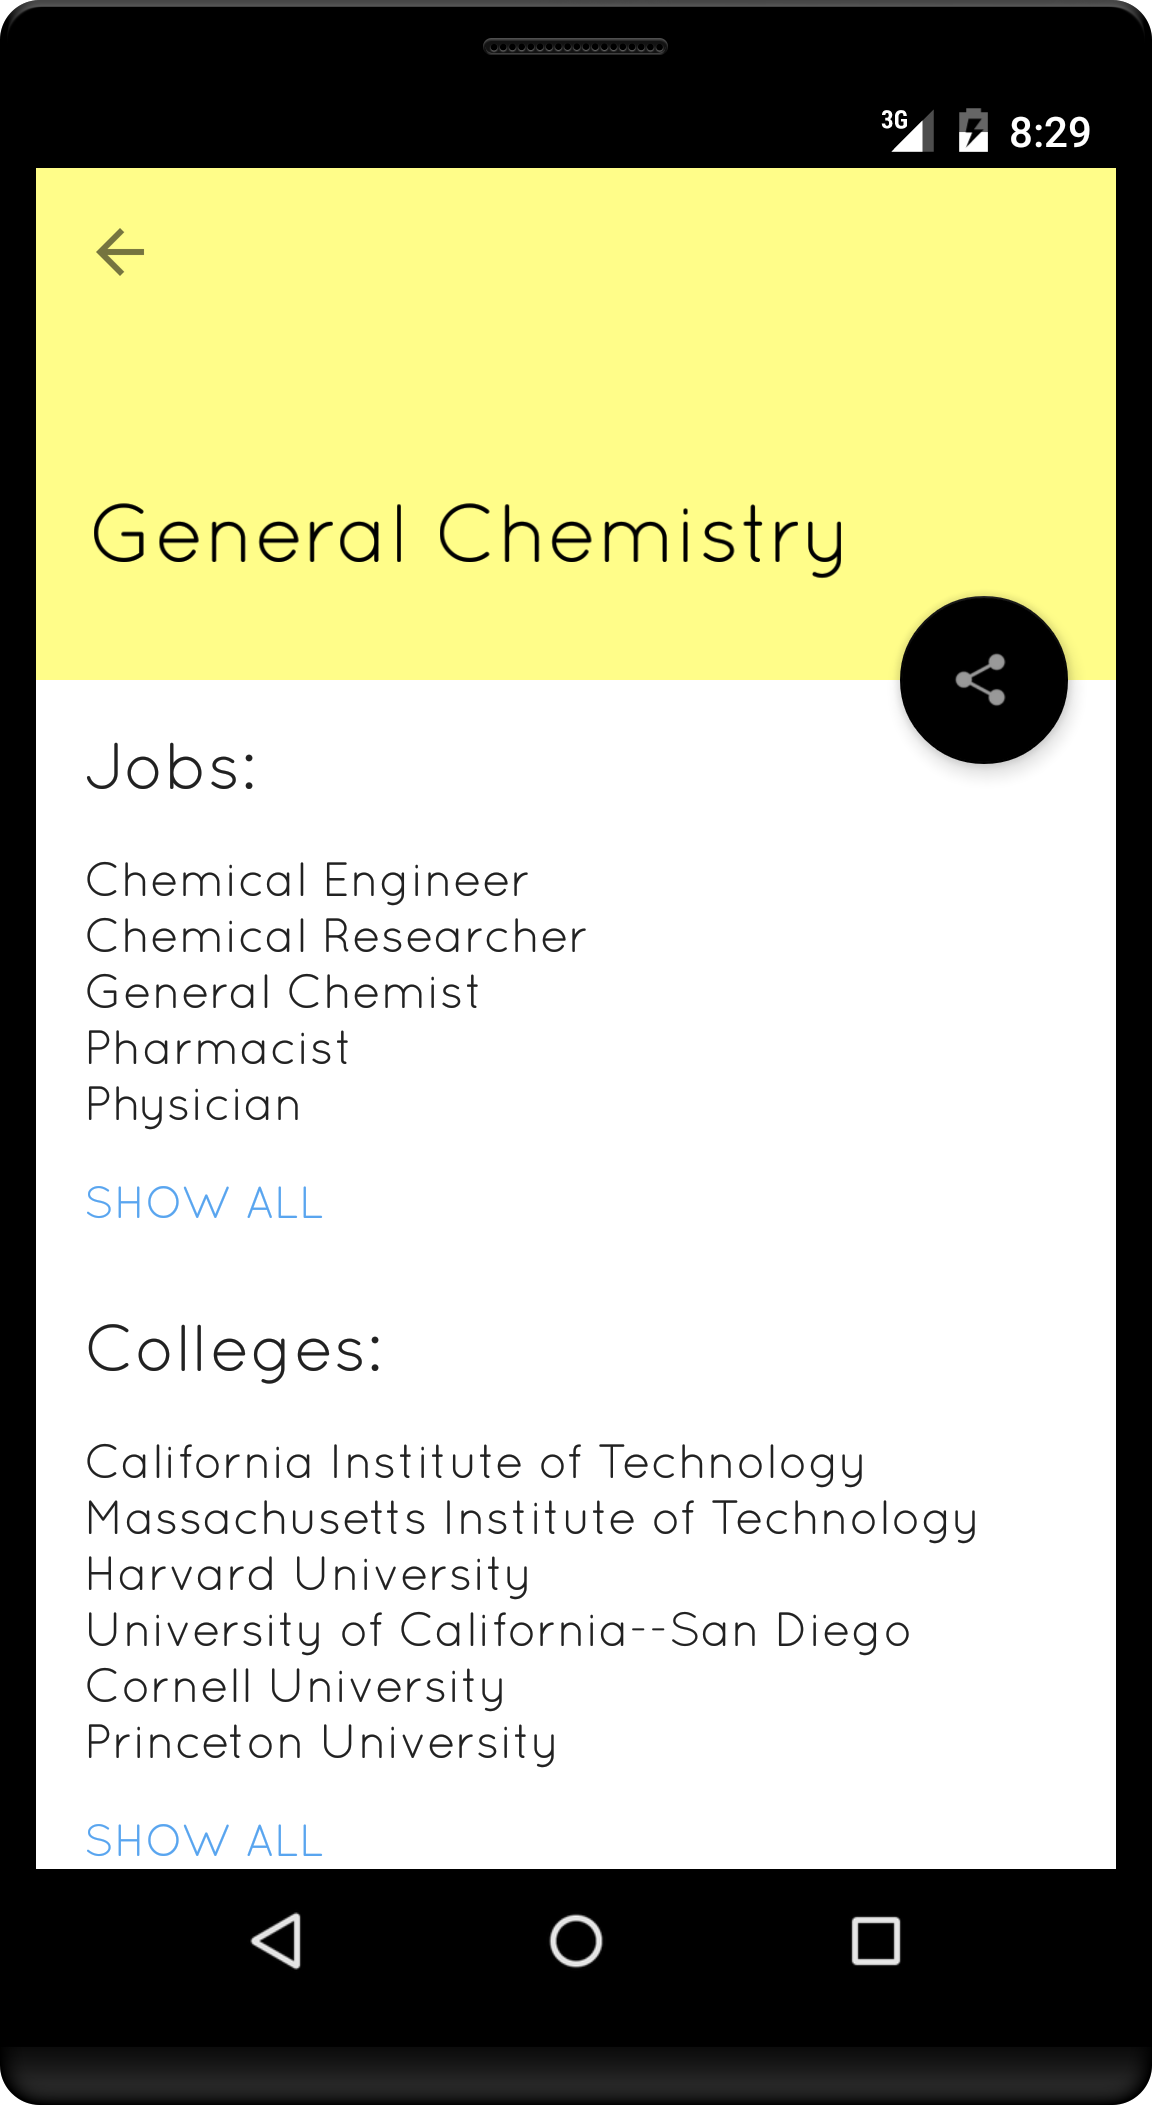 3G 8:29
General Chemistry
Jobs:
Chemical Engineer
Chemical Researcher
General Chemist
Pharmacist
Physician
SHOW ALL
Colleges:
California Institute of Technology
Massachusetts Institute of Technology
Harvard University
University of California--San Diego
Cornell University
Princeton University
SHOW ALL